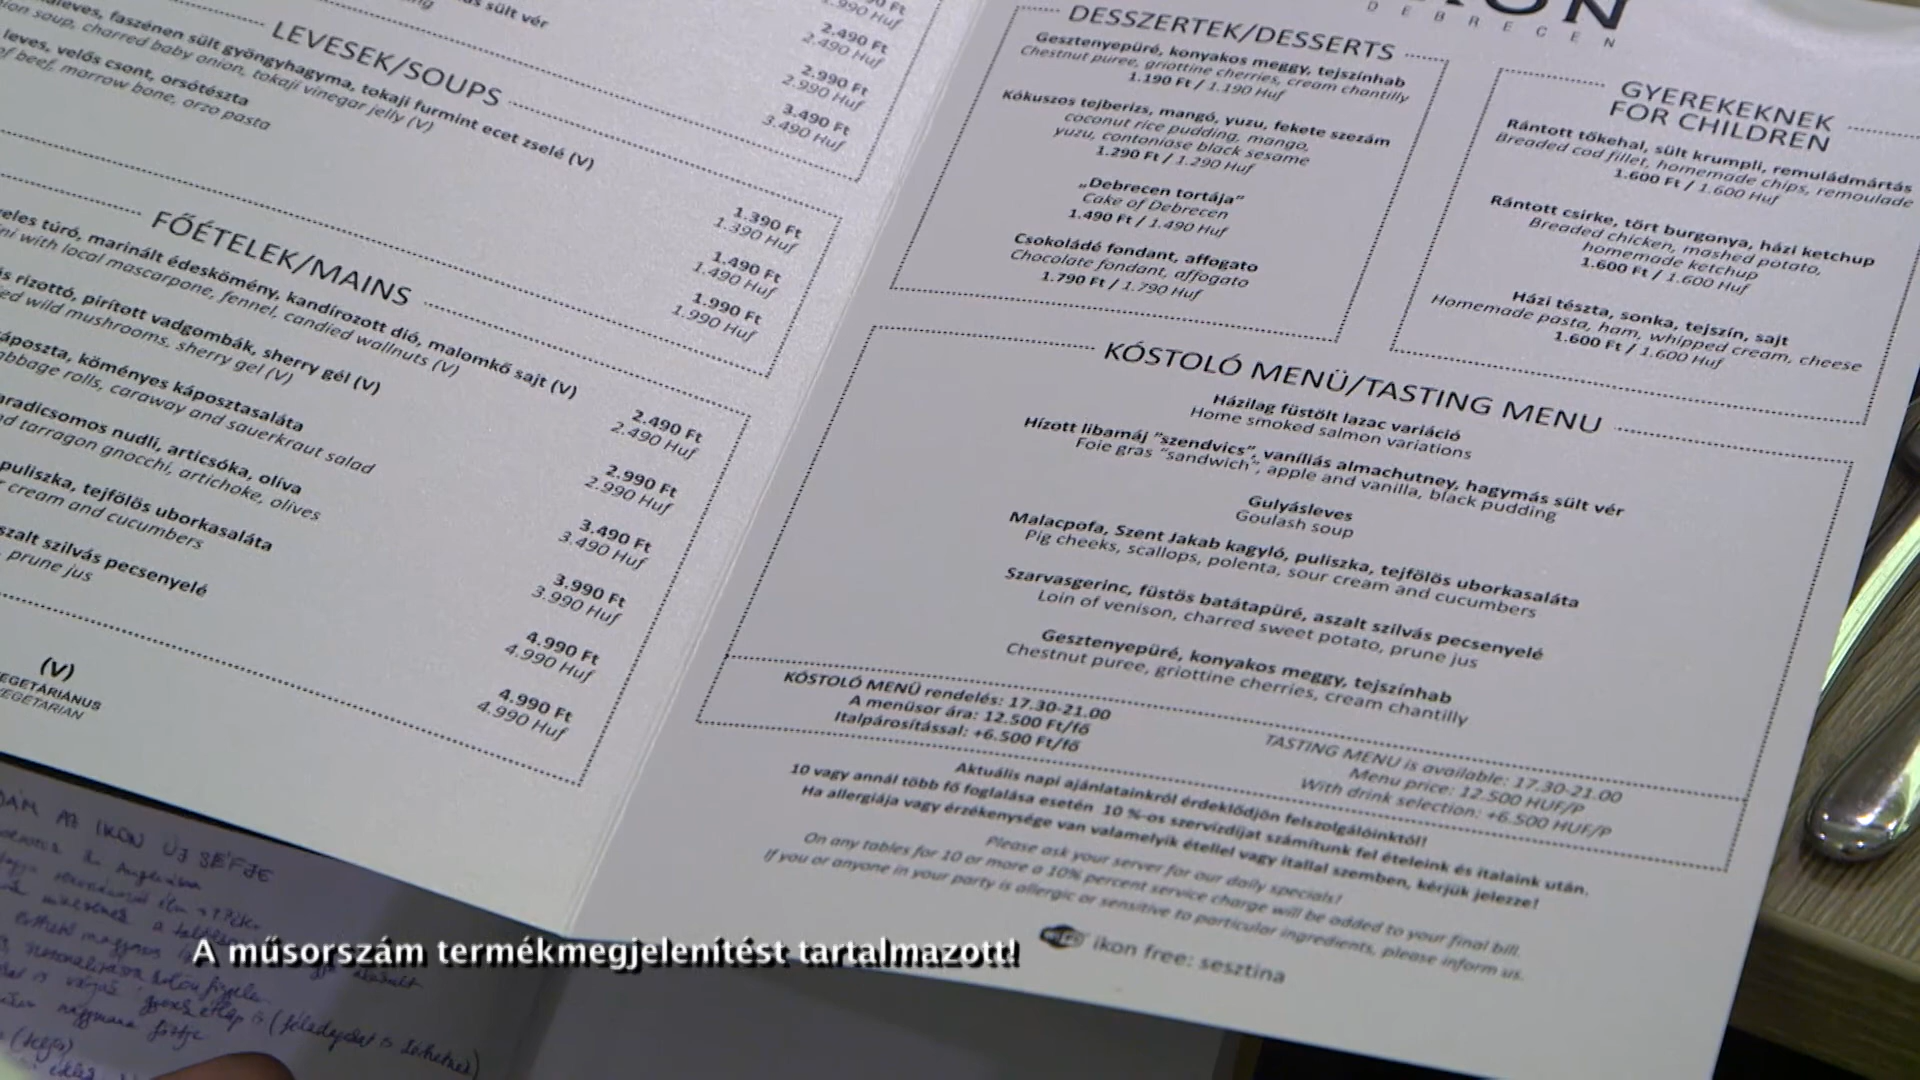 sült vér
2.490 Ft
2.490 Huf
2.990 Ft
2.990 Huf
3.490 Ft
3.490 Huf
LEVESEK/SOUPS
leves, faszénen sült gyöngyhagyma, tokaji furmint ecet zselé (V)
soup, charred baby onion, tokaji vinegar jelly (V)
leves, velős csont, orsótészta
of beef, marrow bone, orzo pasta
1.390 Ft
1.390 Huf
1.490 Ft
1.490 Huf
1.990 Ft
1.990 Huf
FŐÉTELEK/MAINS
túró, marinált édeskömény, kandírozott dió, malomkő sajt (V)
with local mascarpone, fennel, candied wallnuts (V)
rizottó, pirított vadgombák, sherry gél (V)
wild mushrooms, sherry gel (V)
káposzta, köményes káposztasaláta
rolls, caraway and sauerkraut salad
nudli, articsóka, olíva
tarragon gnocchi, artichoke, olives
puliszka, tejfölös uborkasaláta
cream and cucumbers
szilvás pecsenyelé
prune jus
2.490 Ft
2.490 Huf
2.990 Ft
2.990 Huf
3.490 Ft
3.490 Huf
3.990 Ft
3.990 Huf
4.990 Ft
4.990 Huf
4.990 Ft
4.990 Huf
(V)
DEBRECEN
DESSZERTEK/DESSERTS
Gesztenyepüré, konyakos meggy, tejszínhab
Chestnut puree, griottine cherries, cream chantilly
1.190 Ft / 1.190 Huf
Kókuszos tejberizs, mangó, yuzu, fekete szezám
coconut rice pudding, mango,
yuzu, contoniase black sesame
1.290 Ft / 1.290 Huf
„Debrecen tortája”
Cake of Debrecen
1.490 Ft / 1.490 Huf
Csokoládé fondant, affogato
Chocolate fondant, affogato
1.790 Ft / 1.790 Huf
GYEREKEKNEK
FOR CHILDREN
Rántott tőkehal, sült krumpli, remuládmártás
Breaded cod fillet, homemade chips, remoulade
1.600 Ft / 1.600 Huf
Rántott csirke, tört burgonya, házi ketchup
Breaded chicken, mashed potato,
homemade ketchup
1.600 Ft / 1.600 Huf
Házi tészta, sonka, tejszín, sajt
Homemade pasta, ham, whipped cream, cheese
1.600 Ft / 1.600 Huf
KÓSTOLÓ MENÜ/TASTING MENU
Házilag füstölt lazac variáció
Home smoked salmon variations
Hízott libamáj “szendvics”, vaníliás almachutney, hagymás sült vér
Foie gras “sandwich”, apple and vanilla, black pudding
Gulyásleves
Goulash soup
Malacpofa, Szent Jakab kagyló, puliszka, tejfölös uborkasaláta
Pig cheeks, scallops, polenta, sour cream and cucumbers
Szarvasgerinc, füstös batátapüré, aszalt szilvás pecsenyelé
Loin of venison, charred sweet potato, prune jus
Gesztenyepüré, konyakos meggy, tejszínhab
Chestnut puree, griottine cherries, cream chantilly
KÓSTOLÓ MENÜ rendelés: 17.30-21.00
A menüsor ára: 12.500 Ft/fő
Italpárosítással: +6.500 Ft/fő
TASTING MENU is available: 17.30-21.00
Menu price: 12.500 HUF/P
With drink selection: +6.500 HUF/P
Aktuális napi ajánlatainkról érdeklődjön felszolgálóinktól!
10 vagy annál több fő foglalása esetén 10 %-os szervizdíjat számítunk fel ételeink és italaink után.
Ha allergiája vagy érzékenysége van valamelyik étellel vagy itallal szemben, kérjük jelezze!
Please ask your server for our daily specials!
On any tables for 10 or more a 10% percent service charge will be added to your final bill.
If you or anyone in your party is allergic or sensitive to particular ingredients, please inform us.
ikon free: sesztina
AZ IKON ÚJ SÉFJE
A műsorszám termékmegjelenítést tartalmazott!